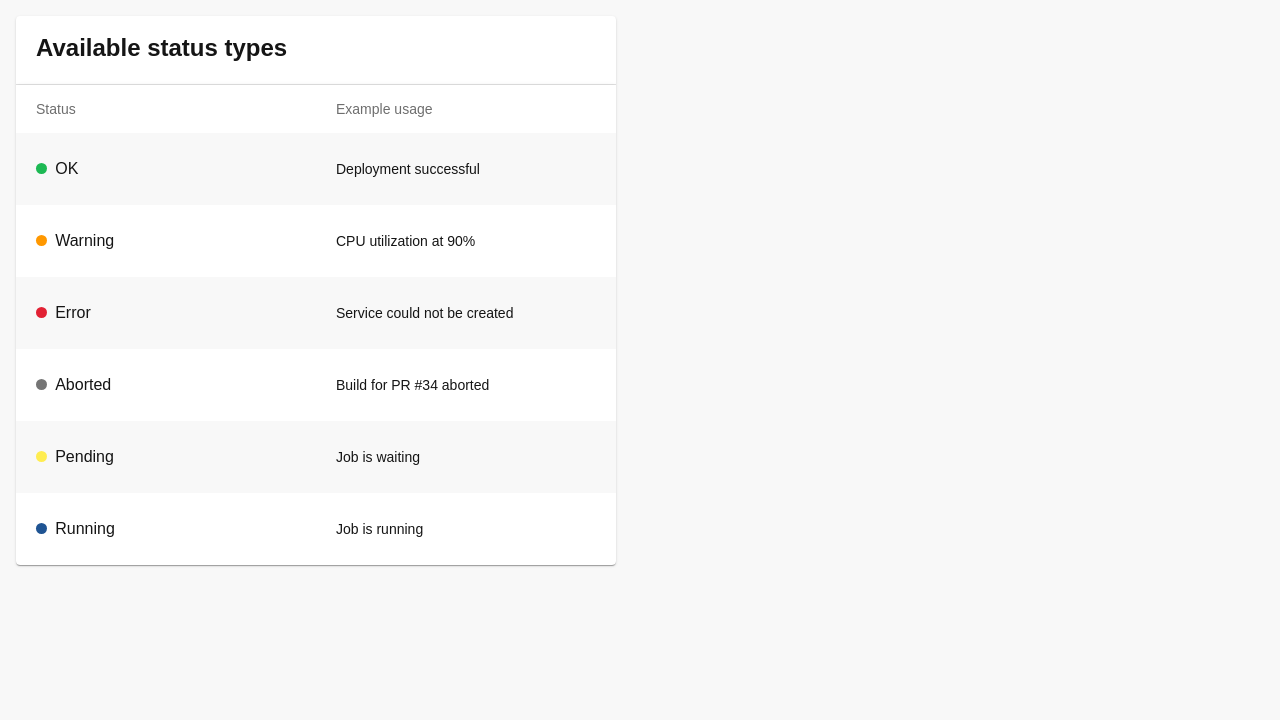 Available status types
Status Example usage
OK Deployment successful
Warning CPU utilization at 90%
Error Service could not be created
Aborted Build for PR #34 aborted
Pending Job is waiting
Running Job is running